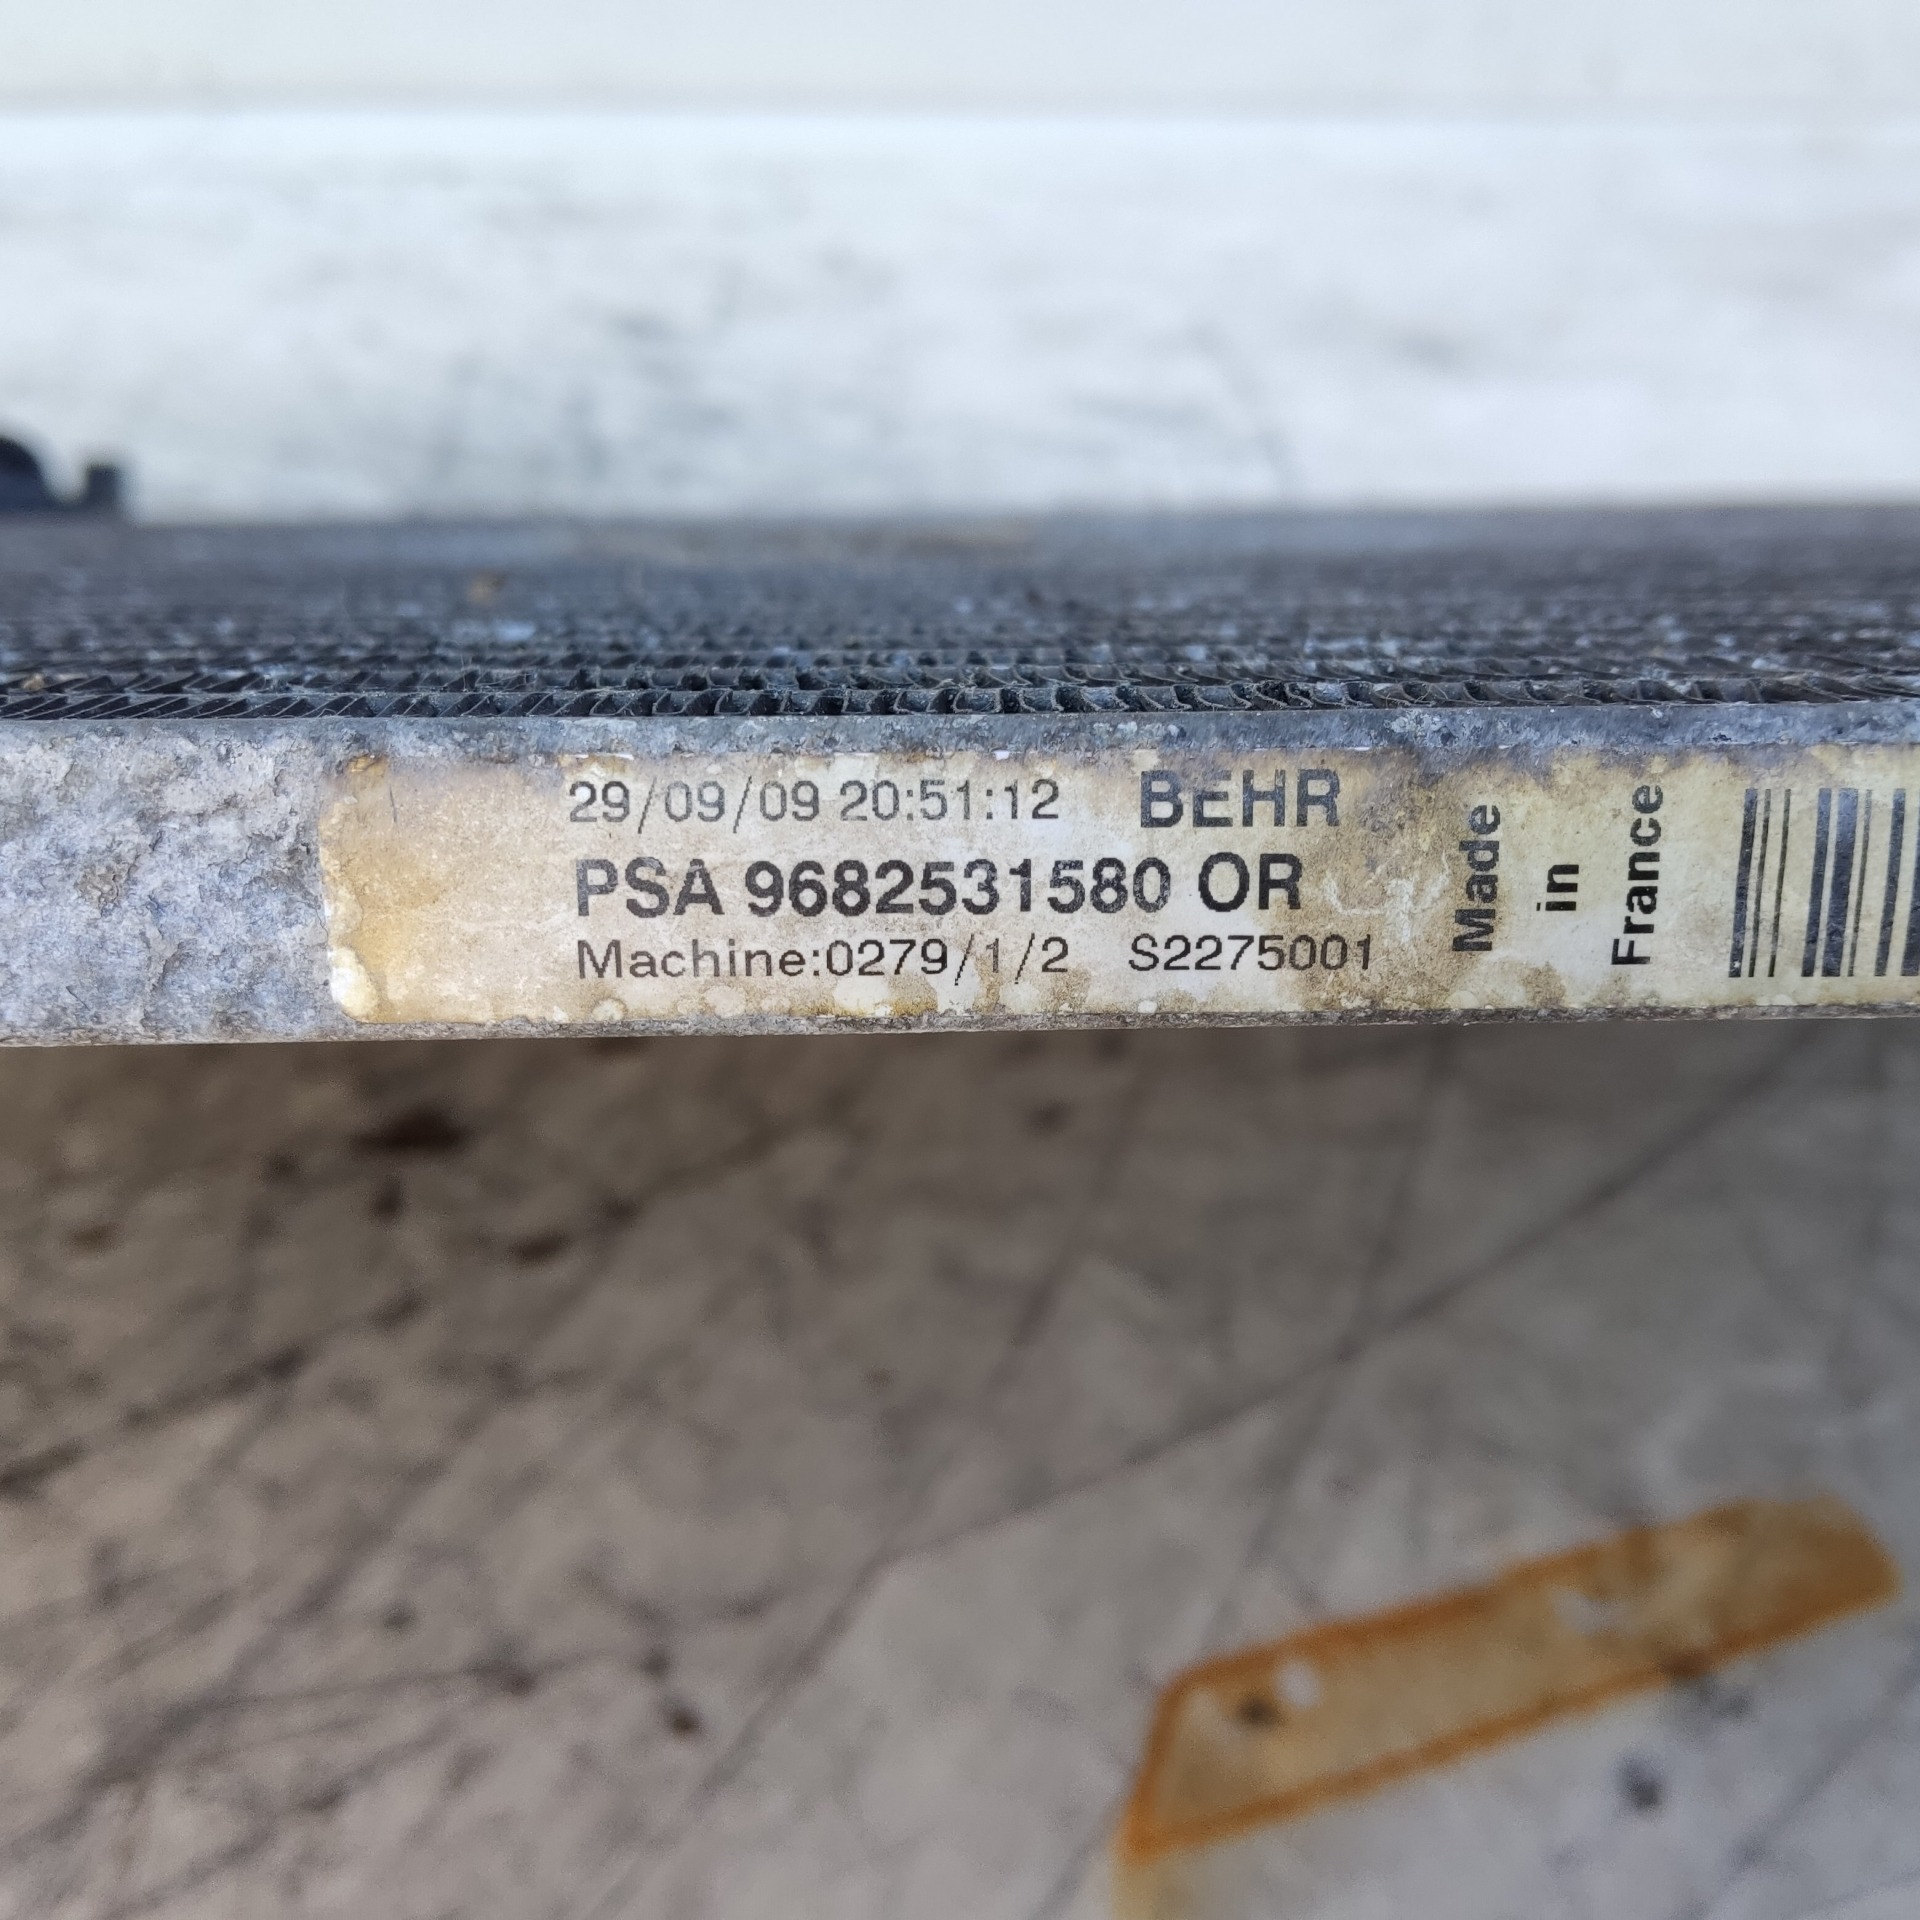 29/09/09 20:51:12 BEHR
PSA 9682531580 OR
Machine:0279/1/2 S2275001
Made
in
France